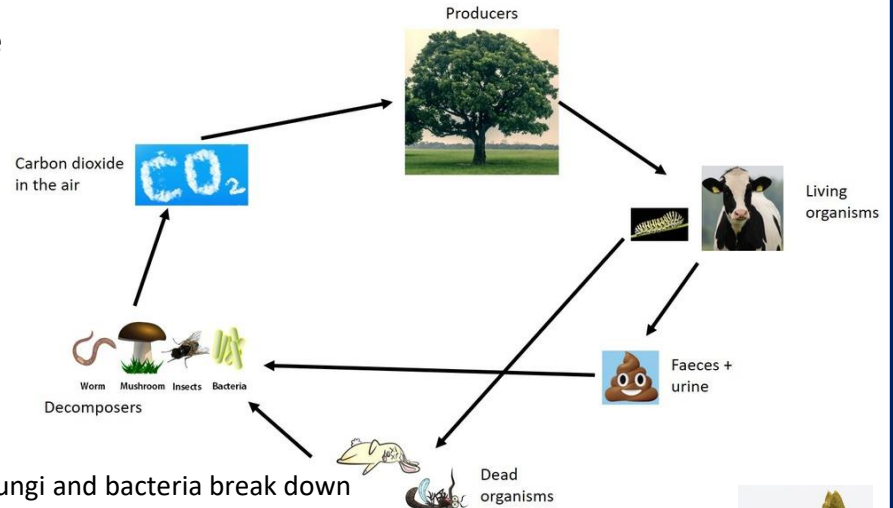 Producers
Carbon dioxide
in the air
CO₂
Living
organisms
Faeces +
urine
Worm Mushroom Insects Bacteria
Decomposers
Dead
organisms
ungi and bacteria break down